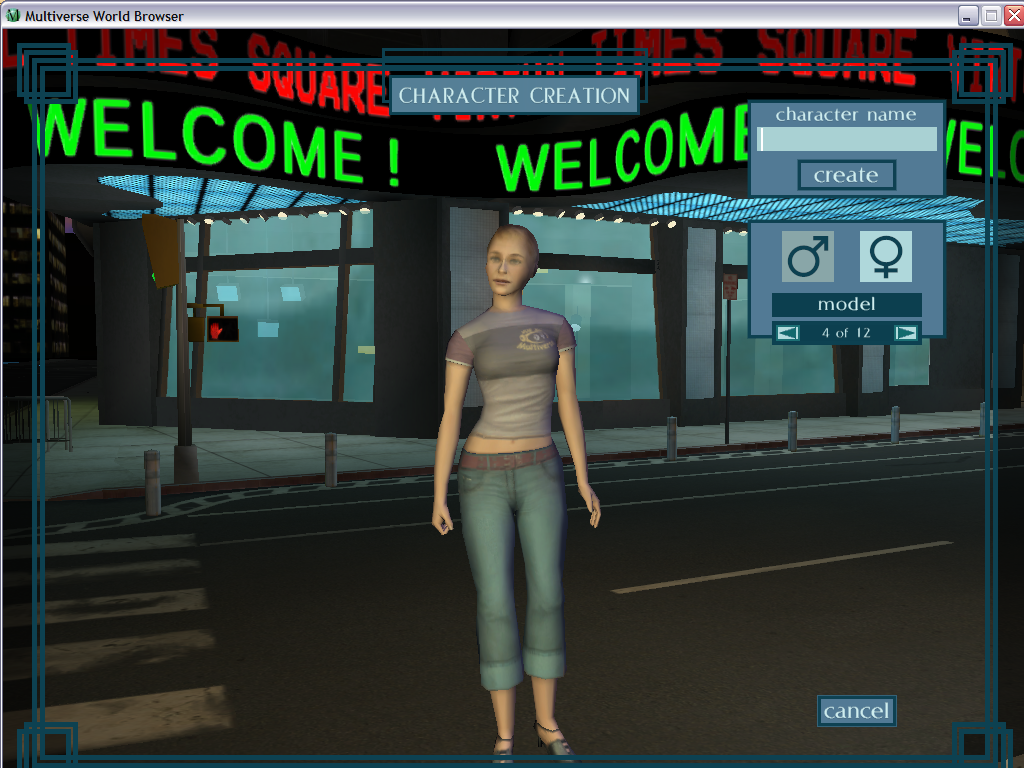 Multiverse World Browser
TIMES SQUARE
TIMES SQUARE
WELCOME !
WELCOME
WELCO
CHARACTER CREATION
character name
create
model
4 of 12
cancel